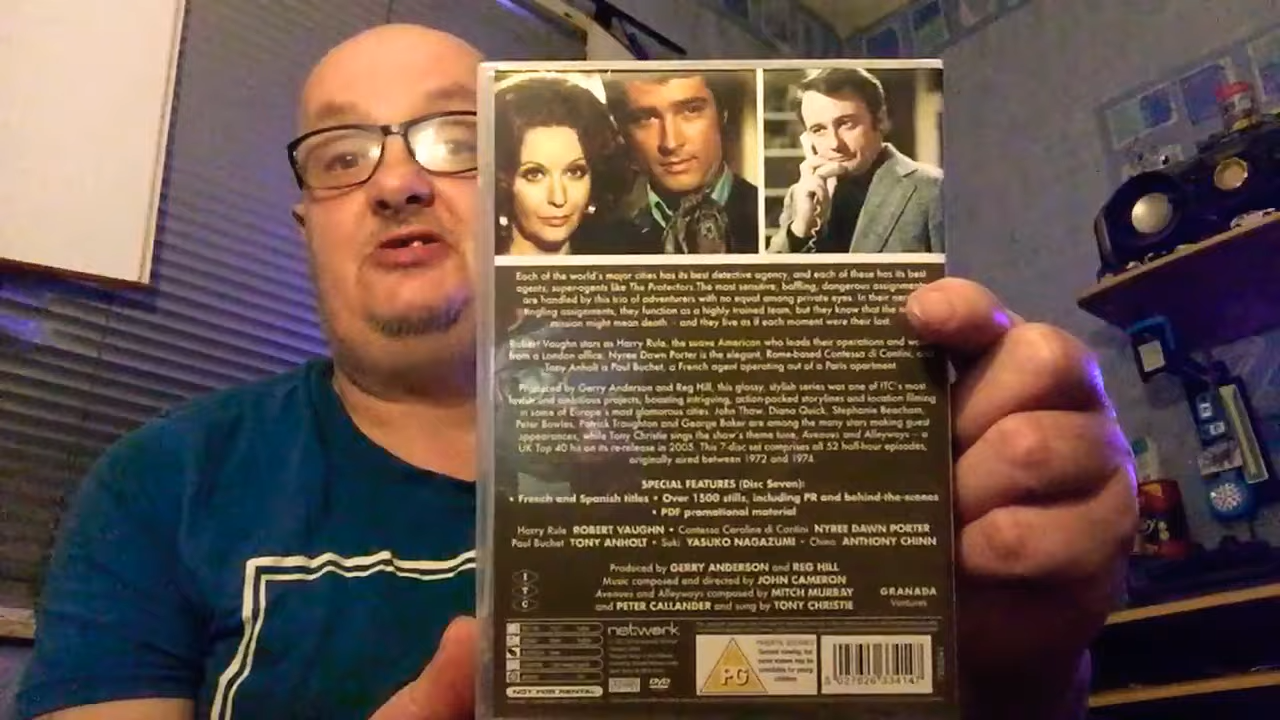 Each of the world's major cities has its best detective agency, and each of these has its best
agents, super-agents like The Protectors. The most sensitive, baffling, dangerous assignments
are handled by this trio of adventurers with no equal among private eyes. In their
tingling assignments, they function as a highly trained team, but they know that the
mission might mean death – and they live as if each moment were their last.
Robert Vaughn stars as Harry Rule, the suave American who leads their operations and
from a London office, Nyree Dawn Porter is the elegant, Rome-based Contessa di Contini, and
Tony Anholt is Paul Buchet, a French agent operating out of a Paris apartment
Produced by Gerry Anderson and Reg Hill, this glossy, stylish series was one of ITC's most
lavish and ambitious projects, boasting intriguing, action-packed storylines and location filming
in some of Europe's most glamorous cities. John Thaw, Diana Quick, Stephanie Beacham,
Peter Bowles, Patrick Troughton and George Baker are among the many stars making guest
appearances, while Tony Christie sings the show's theme tune, Avenues and Alleyways – a
UK Top 40 hit on its re-release in 2005. This 7-disc set comprises all 52 half-hour episodes,
originally aired between 1972 and 1974.
SPECIAL FEATURES (Disc Seven):
• French and Spanish titles • Over 1500 stills, including PR and behind-the-scenes
• PDF promotional material
Harry Rule ROBERT VAUGHN • Contessa Caroline di Contini NYREE DAWN PORTER
Paul Buchet TONY ANHOLT • Suki YASUKO NAGAZUMI • Chino ANTHONY CHINN
Produced by GERRY ANDERSON and REG HILL
Music composed and directed by JOHN CAMERON
Avenues and Alleyways composed by MITCH MURRAY
and PETER CALLANDER and sung by TONY CHRISTIE
I
T
C
GRANADA
Ventures
network
NOT FOR RENTAL
DVD
PG
5 027626 334147